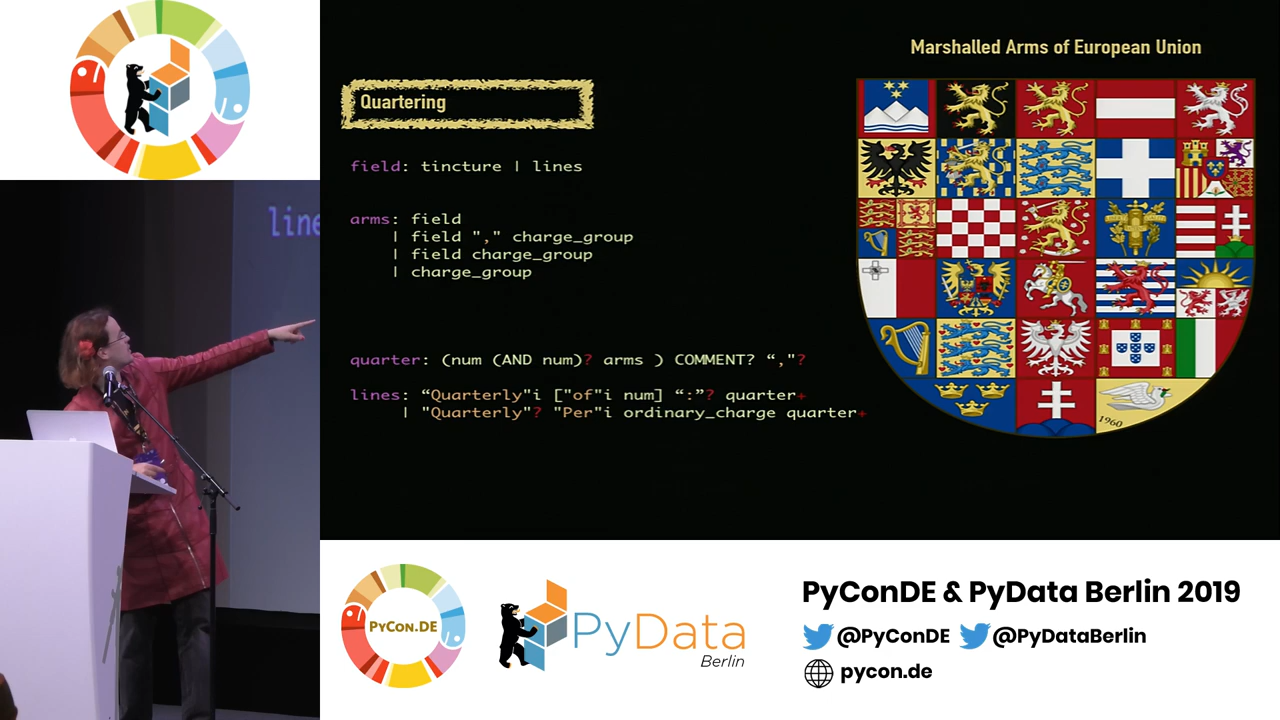 Marshalled Arms of European Union
Quartering
field: tincture | lines
arms: field
| field "," charge_group
| field charge_group
| charge_group
quarter: (num (AND num)? arms ) COMMENT? “,"?
lines: “Quarterly"i ["of"i num] “:”? quarter+
| "Quarterly"? "Per"i ordinary_charge quarter+
1960
line
PyCon.DE
PyData
Berlin
PyConDE & PyData Berlin 2019
@PyConDE @PyDataBerlin
pycon.de